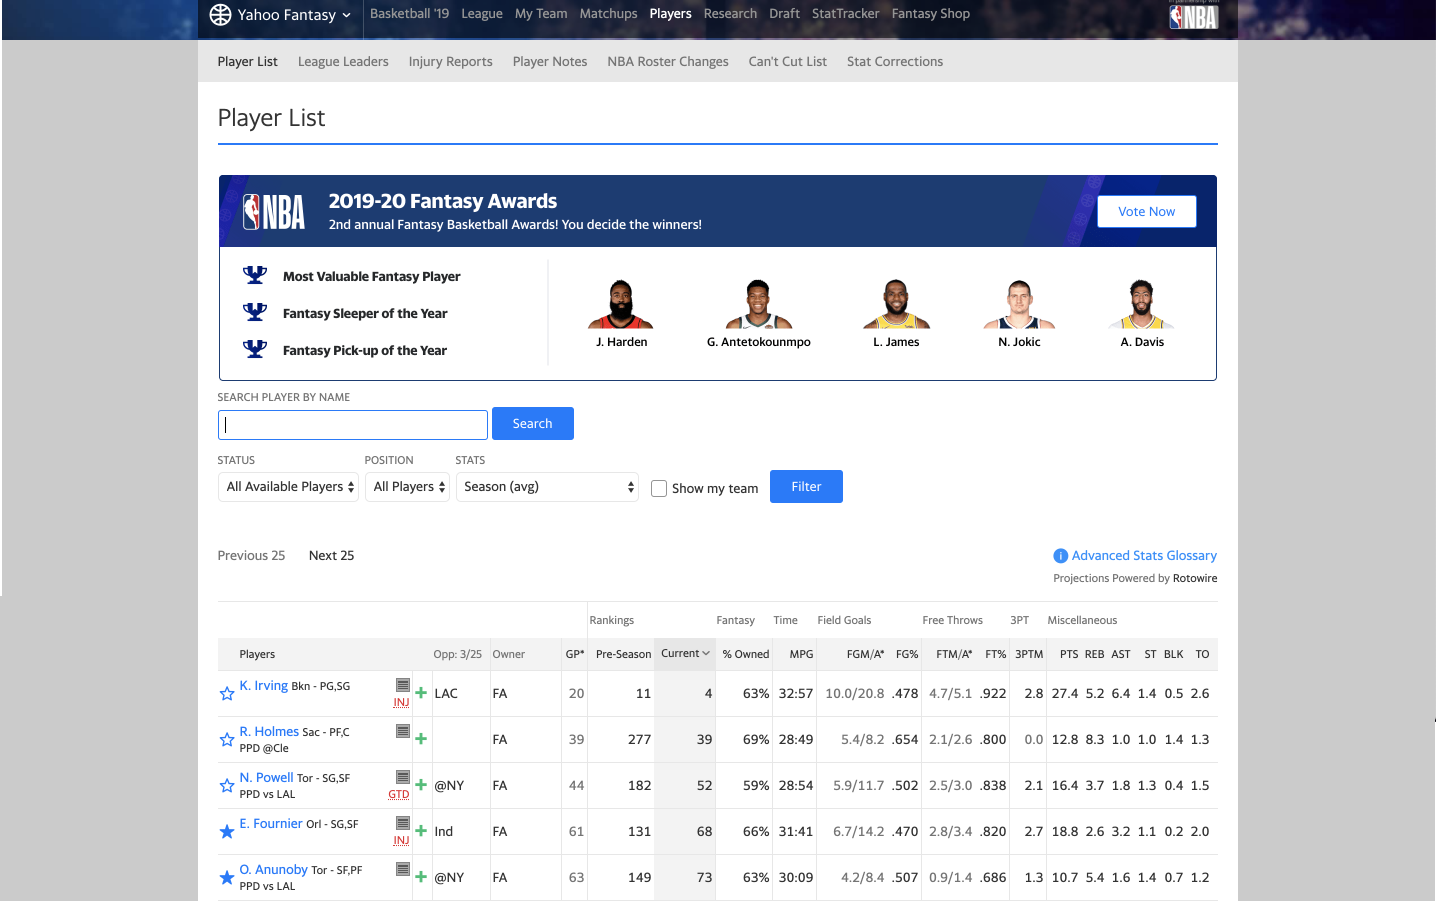 Yahoo Fantasy Basketball '19 League My Team Matchups Players Research Draft StatTracker Fantasy Shop NBA
Player List League Leaders Injury Reports Player Notes NBA Roster Changes Can't Cut List Stat Corrections
Player List
NBA 2019-20 Fantasy Awards
2nd annual Fantasy Basketball Awards! You decide the winners!
Vote Now
Most Valuable Fantasy Player
Fantasy Sleeper of the Year
Fantasy Pick-up of the Year
J. Harden G. Antetokounmpo L. James N. Jokic A. Davis
SEARCH PLAYER BY NAME
Search
STATUS POSITION STATS
All Available Players All Players Season (avg) Show my team Filter
Previous 25 Next 25 Advanced Stats Glossary
Projections Powered by Rotowire
Rankings Fantasy Time Field Goals Free Throws 3PT Miscellaneous
Players Opp: 3/25 Owner GP* Pre-Season Current % Owned MPG FGM/A* FG% FTM/A* FT% 3PTM PTS REB AST ST BLK TO
K. Irving Bkn - PG,SG INJ LAC FA 20 11 4 63% 32:57 10.0/20.8 .478 4.7/5.1 .922 2.8 27.4 5.2 6.4 1.4 0.5 2.6
R. Holmes Sac - PF,C FA 39 277 39 69% 28:49 5.4/8.2 .654 2.1/2.6 .800 0.0 12.8 8.3 1.0 1.0 1.4 1.3
PPD @Cle
N. Powell Tor - SG,SF GTD @NY FA 44 182 52 59% 28:54 5.9/11.7 .502 2.5/3.0 .838 2.1 16.4 3.7 1.8 1.3 0.4 1.5
PPD vs LAL
E. Fournier Orl - SG,SF INJ Ind FA 61 131 68 66% 31:41 6.7/14.2 .470 2.8/3.4 .820 2.7 18.8 2.6 3.2 1.1 0.2 2.0
O. Anunoby Tor - SF,PF @NY FA 63 149 73 63% 30:09 4.2/8.4 .507 0.9/1.4 .686 1.3 10.7 5.4 1.6 1.4 0.7 1.2
PPD vs LAL